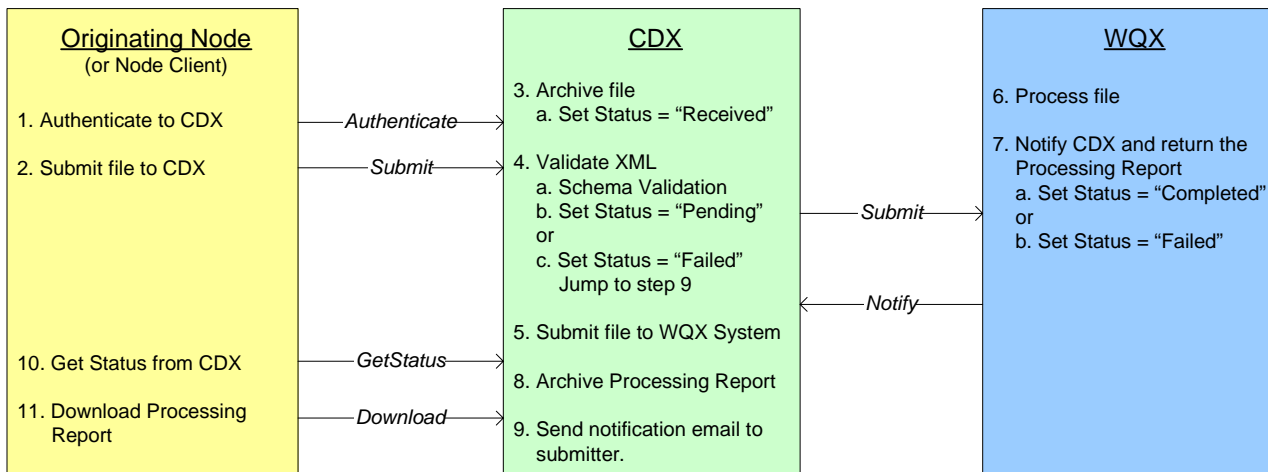 Originating Node
(or Node Client)
1. Authenticate to CDX
2. Submit file to CDX
10. Get Status from CDX
11. Download Processing
Report
Authenticate
Submit
GetStatus
Download
CDX
3. Archive file
a. Set Status = “Received”
4. Validate XML
a. Schema Validation
b. Set Status = “Pending”
or
c. Set Status = “Failed”
Jump to step 9
5. Submit file to WQX System
8. Archive Processing Report
9. Send notification email to
submitter.
Submit
Notify
WQX
6. Process file
7. Notify CDX and return the
Processing Report
a. Set Status = “Completed”
or
b. Set Status = “Failed”